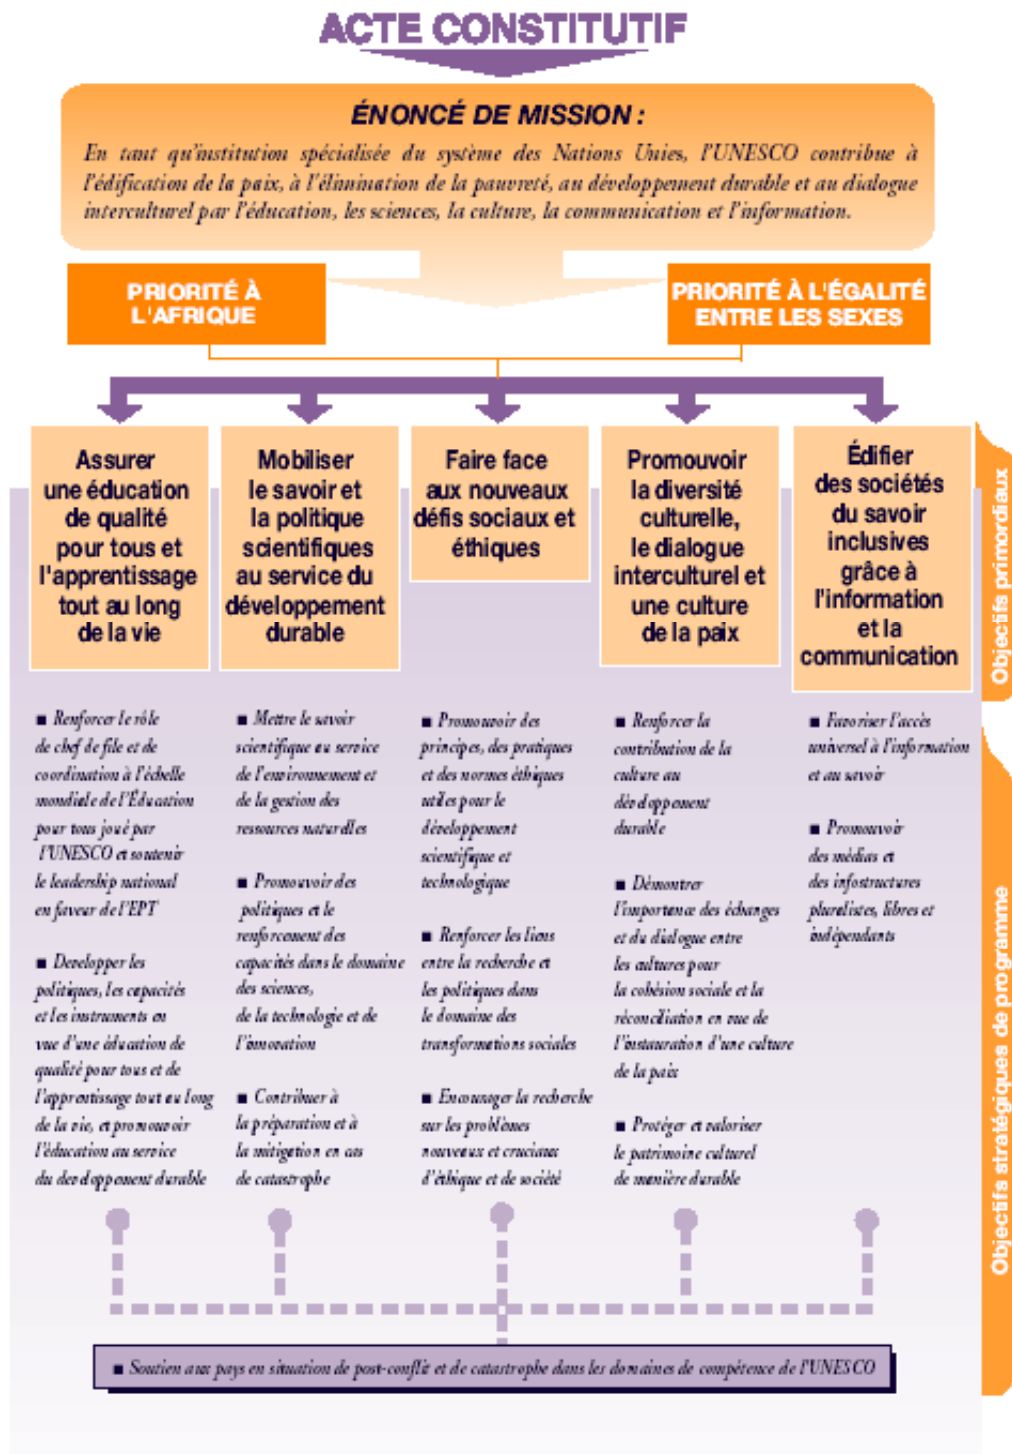 ACTE CONSTITUTIF
ÉNONCÉ DE MISSION :
En tant qu'institution spécialisée du système des Nations Unies, l'UNESCO contribue à
l'édification de la paix, à l'élimination de la pauvreté, au développement durable et au dialogue
interculturel par l'éducation, les sciences, la culture, la communication et l'information.
PRIORITÉ À
L'AFRIQUE
PRIORITÉ À L'ÉGALITÉ
ENTRE LES SEXES
Assurer
une éducation
de qualité
pour tous et
l'apprentissage
tout au long
de la vie
Mobiliser
le savoir et
la politique
scientifiques
au service du
développement
durable
Faire face
aux nouveaux
défis sociaux et
éthiques
Promouvoir
la diversité
culturelle,
le dialogue
interculturel et
une culture
de la paix
Édifier
des sociétés
du savoir
inclusives
grâce à
l'information
et la
communication
Objectifs primordiaux
■ Renforcer le rôle
de chef de file et de
coordination à l'échelle
mondiale de l'Éducation
pour tous joué par
l'UNESCO et soutenir
le leadership national
en faveur de l'EPT
■ Developper les
politiques, les capacités
et les instruments en
vue d'une éducation de
qualité pour tous et de
l'apprentissage tout au long
de la vie, et promouvoir
l'éducation au service
du developpement durable
■ Mettre le savoir
scientifique au service
de l'environnement et
de la gestion des
ressources naturelles
■ Promouvoir des
politiques et le
renforcement des
capacités dans le domaine
des sciences,
de la technologie et de
l'innovation
■ Contribuer à
la préparation et à
la mitigation en cas
de catastrophe
■ Promouvoir des
principes, des pratiques
et des normes éthiques
utiles pour le
développement
scientifique et
technologique
■ Renforcer les liens
entre la recherche et
les politiques dans
le domaine des
transformations sociales
■ Encourager la recherche
sur les problèmes
nouveaux et cruciaux
d'éthique et de société
■ Renforcer la
contribution de la
culture au
développement
durable
■ Démontrer
l'importance des échanges
et du dialogue entre
les cultures pour
la cohésion sociale et la
réconciliation en vue de
l'instauration d'une culture
de la paix
■ Protéger et valoriser
le patrimoine culturel
de manière durable
■ Favoriser l'accès
universel à l'information
et au savoir
■ Promouvoir
des médias et
des infostructures
pluralistes, libres et
indépendants
Objectifs stratégiques de programme
■ Soutien aux pays en situation de post-conflit et de catastrophe dans les domaines de compétence de l'UNESCO